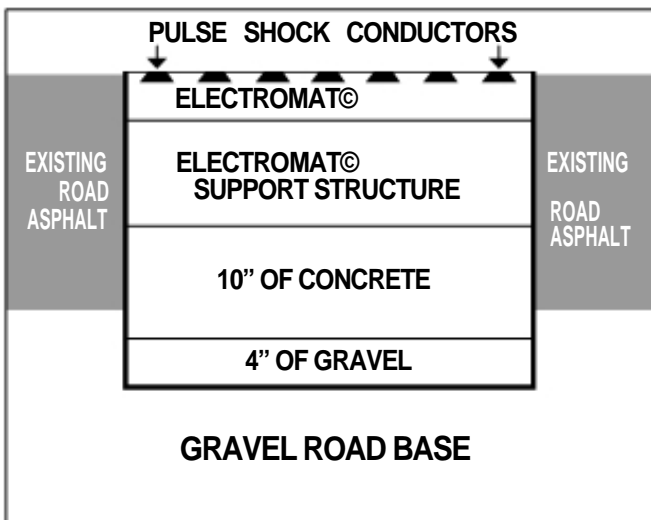 PULSE SHOCK CONDUCTORS
ELECTROMAT©
EXISTING
ROAD
ASPHALT
ELECTROMAT©
SUPPORT STRUCTURE
EXISTING
ROAD
ASPHALT
10” OF CONCRETE
4” OF GRAVEL
GRAVEL ROAD BASE